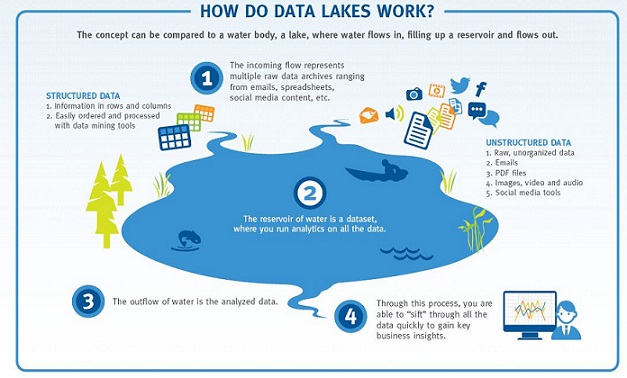 HOW DO DATA LAKES WORK?
The concept can be compared to a water body, a lake, where water flows in, filling up a reservoir and flows out.
1
The incoming flow represents
multiple raw data archives ranging
from emails, spreadsheets,
social media content, etc.
STRUCTURED DATA
1. Information in rows and columns
2. Easily ordered and processed
with data mining tools
UNSTRUCTURED DATA
1. Raw, unorganized data
2. Emails
3. PDF files
4. Images, video and audio
5. Social media tools
2
The reservoir of water is a dataset,
where you run analytics on all the data.
3
The outflow of water is the analyzed data.
4
Through this process, you are
able to "sift" through all the
data quickly to gain key
business insights.